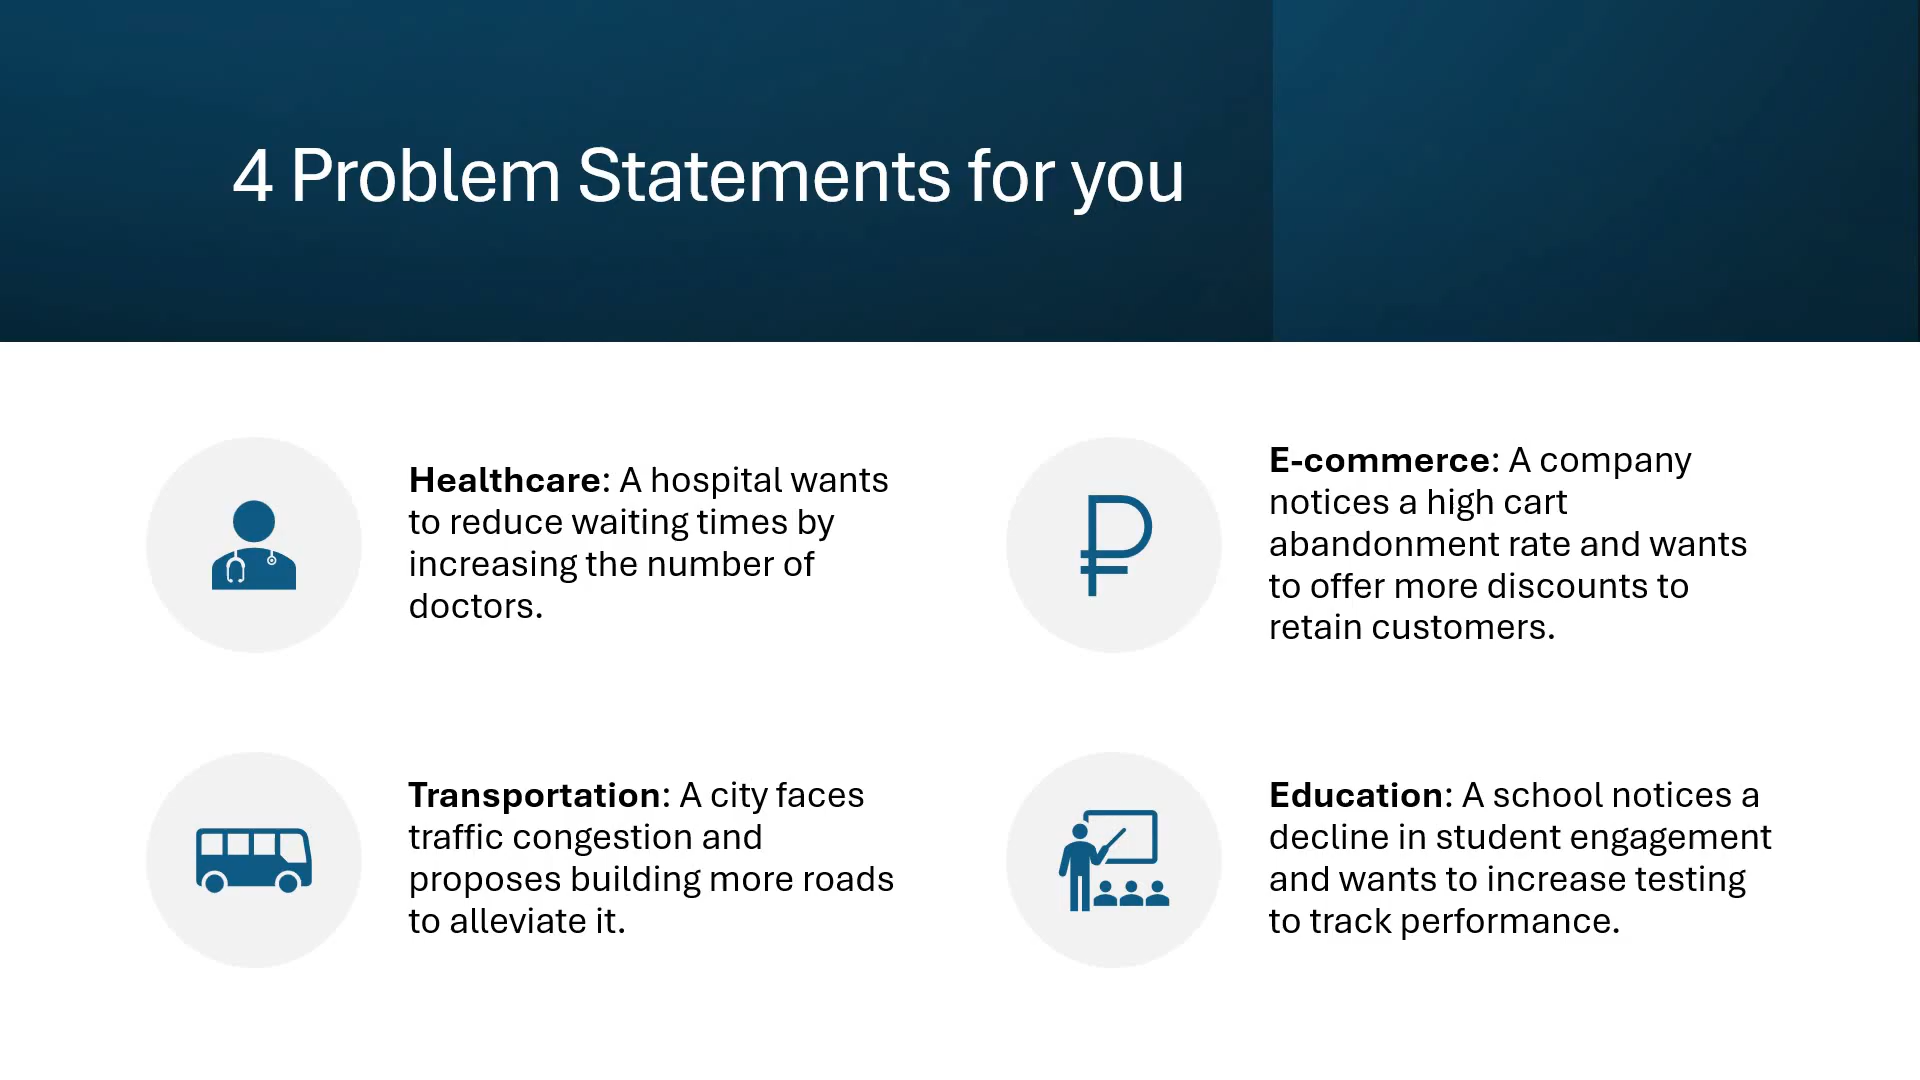 4 Problem Statements for you
Healthcare: A hospital wants
to reduce waiting times by
increasing the number of
doctors.
E-commerce: A company
notices a high cart
abandonment rate and wants
to offer more discounts to
retain customers.
Transportation: A city faces
traffic congestion and
proposes building more roads
to alleviate it.
Education: A school notices a
decline in student engagement
and wants to increase testing
to track performance.